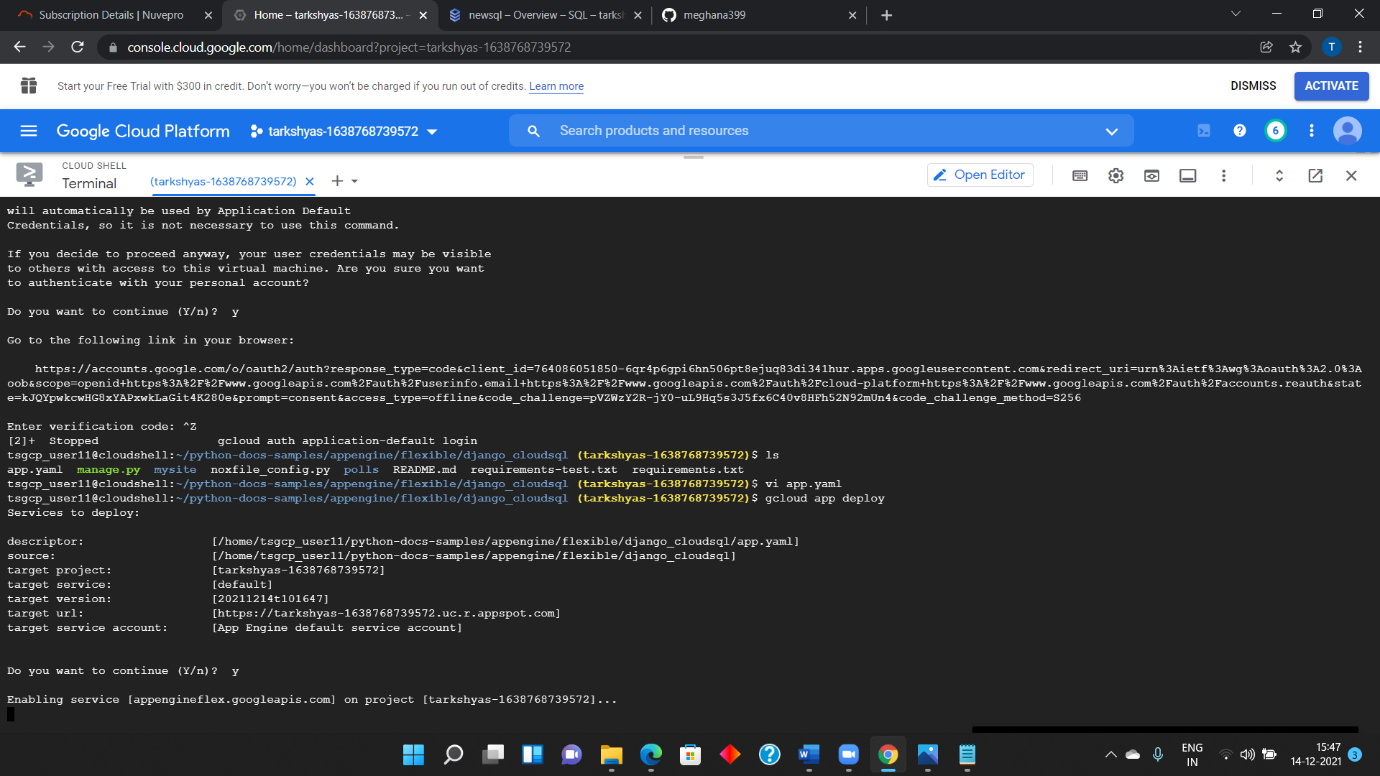 Subscription Details | Nuvepro
Home – tarkshyas-163876873...
newsql – Overview – SQL – tarksh
meghana399
console.cloud.google.com/home/dashboard?project=tarkshyas-1638768739572
T
Start your Free Trial with $300 in credit. Don't worry—you won't be charged if you run out of credits. Learn more
DISMISS
ACTIVATE
Google Cloud Platform
tarkshyas-1638768739572
Search products and resources
6
CLOUD SHELL
Terminal
(tarkshyas-1638768739572)
Open Editor
will automatically be used by Application Default
Credentials, so it is not necessary to use this command.
If you decide to proceed anyway, your user credentials may be visible
to others with access to this virtual machine. Are you sure you want
to authenticate with your personal account?
Do you want to continue (Y/n)? y
Go to the following link in your browser:
https://accounts.google.com/o/oauth2/auth?response_type=code&client_id=764086051850-6qr4p6gpi6hn506pt8ejuq83di341hur.apps.googleusercontent.com&redirect_uri=urn%3Aietf%3Awg%3Aoauth%3A2.0%3A
oob&scope=openid+https%3A%2F%2Fwww.googleapis.com%2Fauth%2Fuserinfo.email+https%3A%2F%2Fwww.googleapis.com%2Fauth%2Fcloud-platform+https%3A%2F%2Fwww.googleapis.com%2Fauth%2Faccounts.reauth&stat
e=kJQYpwkcwHG8xYAPxwkLaGit4K280e&prompt=consent&access_type=offline&code_challenge=pVZWzY2R-jY0-uL9Hq5s3J5fx6C40v8HFh52N92mUn4&code_challenge_method=S256
Enter verification code: ^Z
[2]+ Stopped gcloud auth application-default login
tsgcp_user11@cloudshell:~/python-docs-samples/appengine/flexible/django_cloudsql (tarkshyas-1638768739572)$ ls
app.yaml manage.py mysite noxfile_config.py polls README.md requirements-test.txt requirements.txt
tsgcp_user11@cloudshell:~/python-docs-samples/appengine/flexible/django_cloudsql (tarkshyas-1638768739572)$ vi app.yaml
tsgcp_user11@cloudshell:~/python-docs-samples/appengine/flexible/django_cloudsql (tarkshyas-1638768739572)$ gcloud app deploy
Services to deploy:
descriptor: [/home/tsgcp_user11/python-docs-samples/appengine/flexible/django_cloudsql/app.yaml]
source: [/home/tsgcp_user11/python-docs-samples/appengine/flexible/django_cloudsql]
target project: [tarkshyas-1638768739572]
target service: [default]
target version: [20211214t101647]
target url: [https://tarkshyas-1638768739572.uc.r.appspot.com]
target service account: [App Engine default service account]
Do you want to continue (Y/n)? y
Enabling service [appengineflex.googleapis.com] on project [tarkshyas-1638768739572]...
ENG
IN
15:47
14-12-2021
3